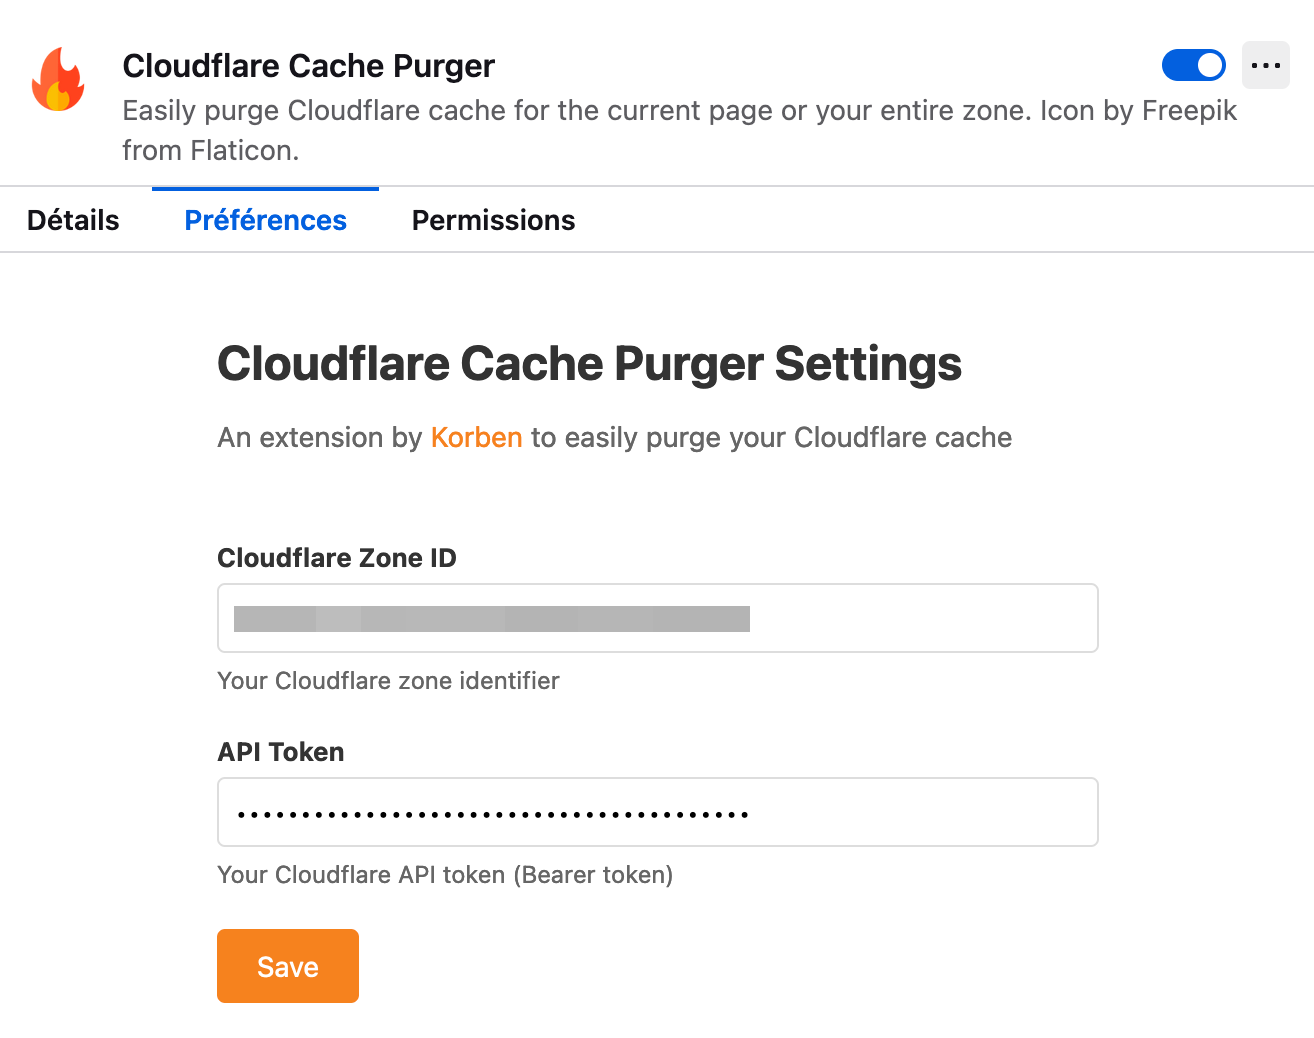 Cloudflare Cache Purger
Easily purge Cloudflare cache for the current page or your entire zone. Icon by Freepik
from Flaticon.
Détails Préférences Permissions
Cloudflare Cache Purger Settings
An extension by Korben to easily purge your Cloudflare cache
Cloudflare Zone ID
Your Cloudflare zone identifier
API Token
••••••••••••••••••••••••••••••••••••••••
Your Cloudflare API token (Bearer token)
Save